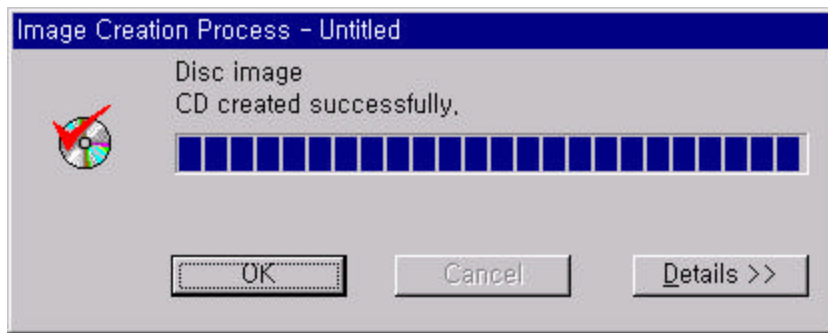 Image Creation Process - Untitled
Disc image
CD created successfully,
OK
Cancel
Details >>